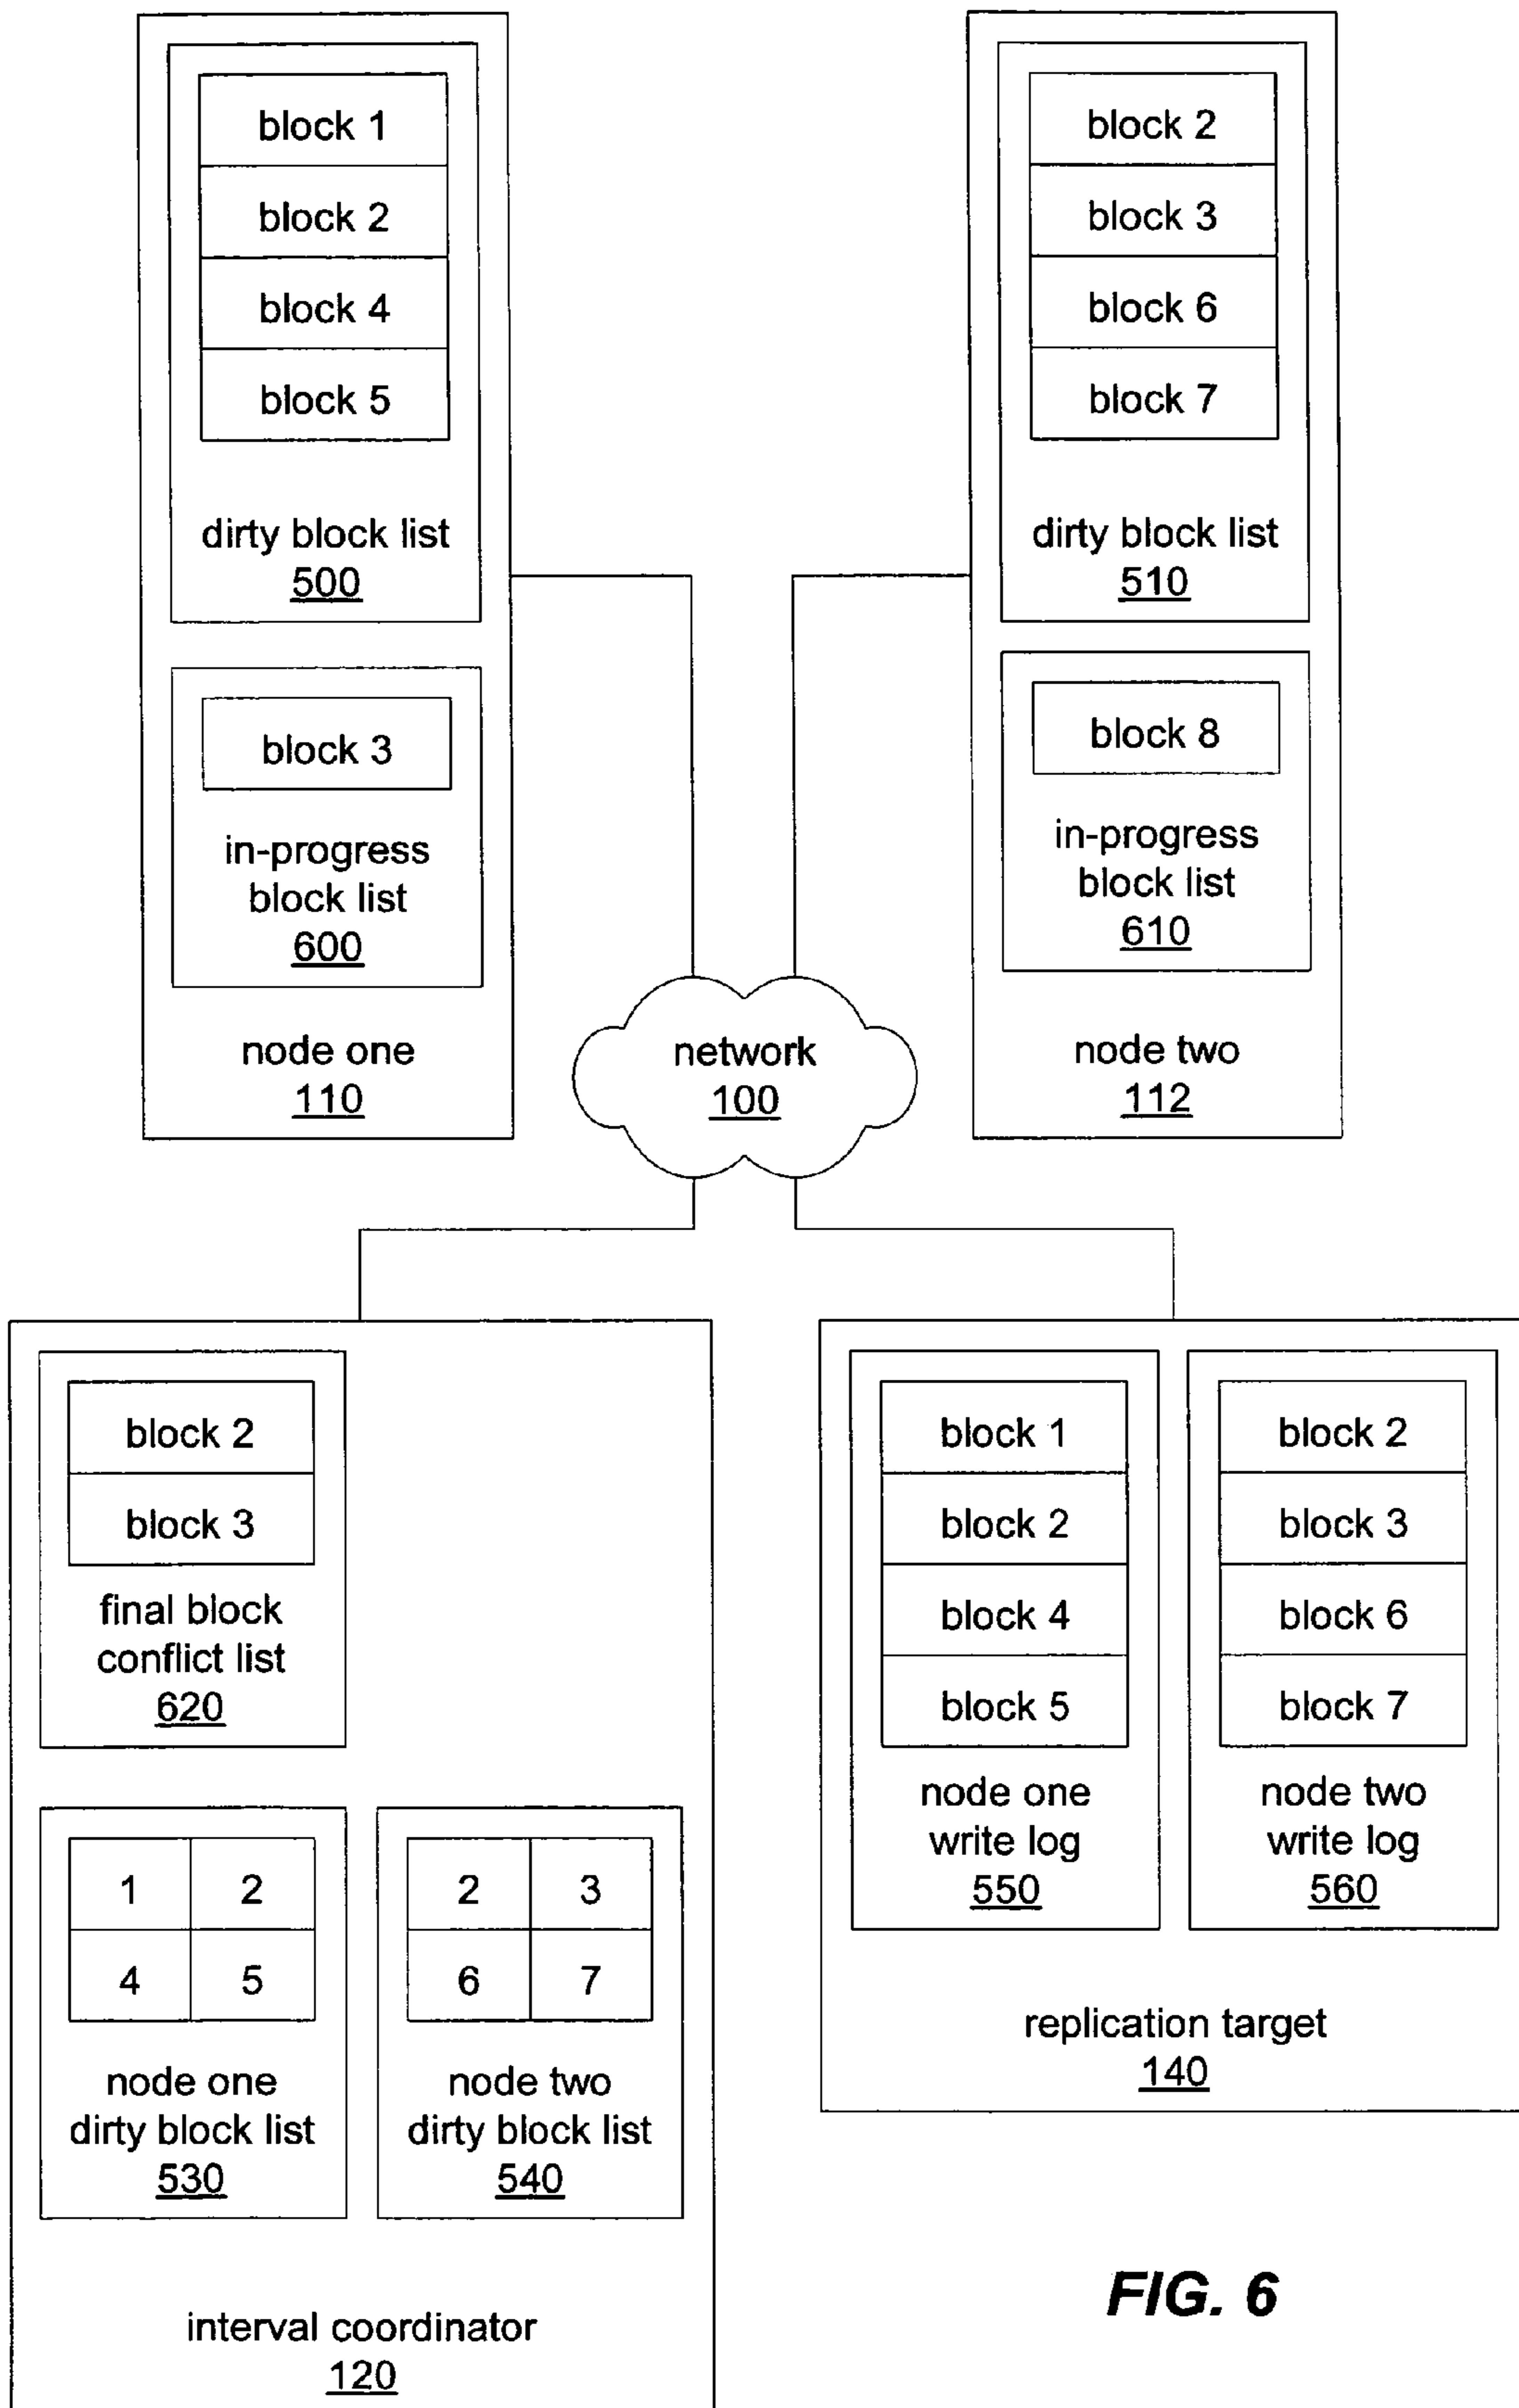 block 1
block 2
block 4
block 5
dirty block list
500
block 3
in-progress
block list
600
node one
110
block 2
block 3
block 6
block 7
dirty block list
510
block 8
in-progress
block list
610
node two
112
network
100
block 2
block 3
final block
conflict list
620
1 2
4 5
node one
dirty block list
530
2 3
6 7
node two
dirty block list
540
interval coordinator
120
block 1
block 2
block 4
block 5
node one
write log
550
block 2
block 3
block 6
block 7
node two
write log
560
replication target
140
FIG. 6